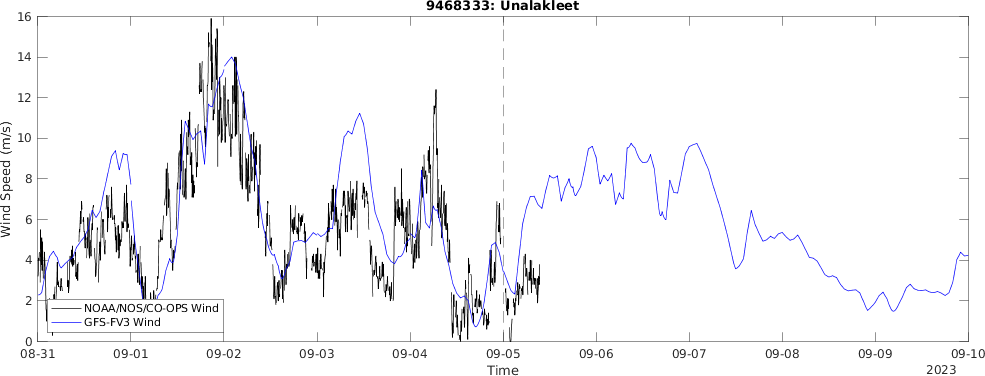 9468333: Unalakleet
Wind Speed (m/s)
16
14
12
10
8
6
4
2
0
NOAA/NOS/CO-OPS Wind
GFS-FV3 Wind
08-31 09-01 09-02 09-03 09-04 09-05 09-06 09-07 09-08 09-09 09-10
Time
2023